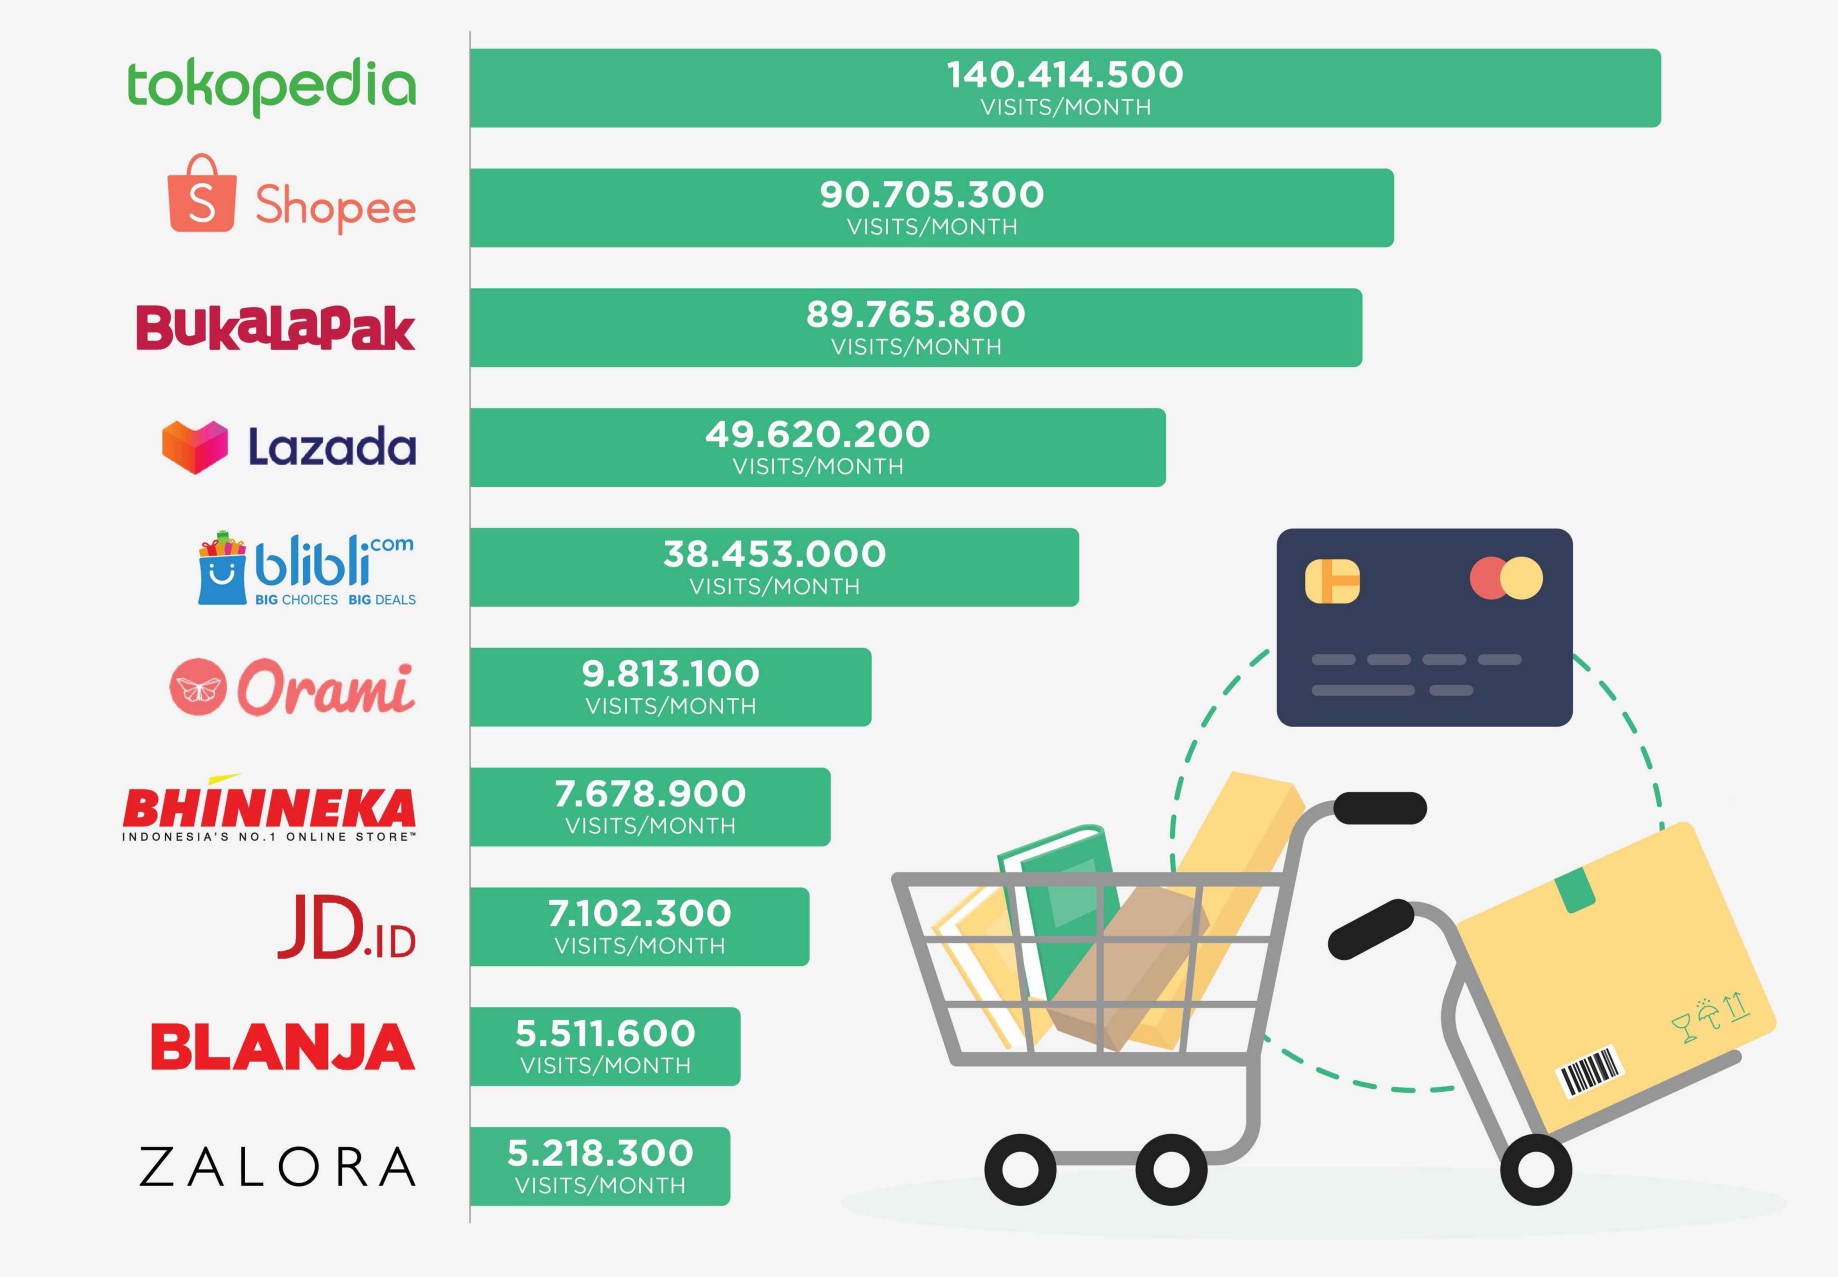 tokopedia
140.414.500
VISITS/MONTH
S Shopee
90.705.300
VISITS/MONTH
BukaLapak
89.765.800
VISITS/MONTH
Lazada
49.620.200
VISITS/MONTH
blibli.com
BIG CHOICES BIG DEALS
38.453.000
VISITS/MONTH
Orami
9.813.100
VISITS/MONTH
BHINNEKA
INDONESIA'S NO.1 ONLINE STORE™
7.678.900
VISITS/MONTH
JD.ID
7.102.300
VISITS/MONTH
BLANJA
5.511.600
VISITS/MONTH
ZALORA
5.218.300
VISITS/MONTH